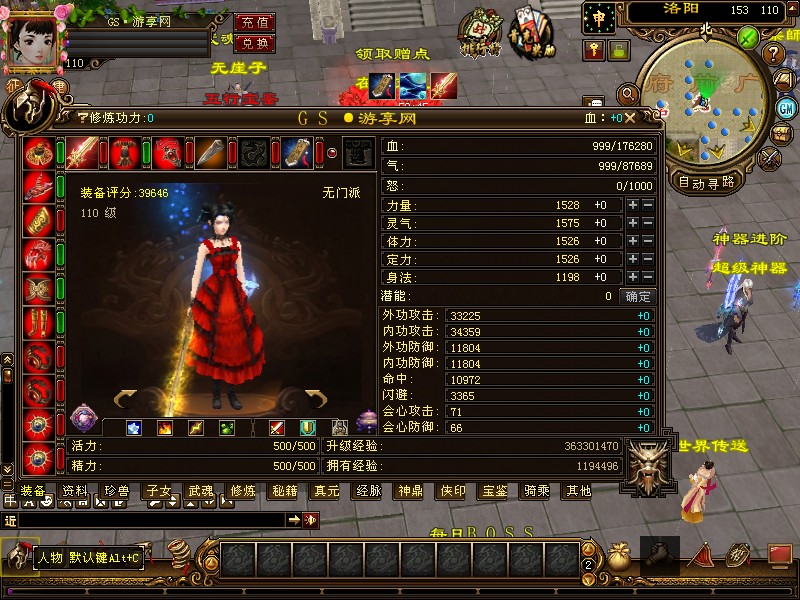 GS·游享网
充值
兑换
110
无崖子
五行宝鉴
领取赠点
排行榜
申
洛阳 153 110
北
GM
自动寻路
修炼功力:0
GS ●游享网
血: +0
装备评分:39646
无门派
110 级
血: 999/176280
气: 999/87689
怒: 0/1000
力量: 1528 +0
灵气: 1575 +0
体力: 1526 +0
定力: 1526 +0
身法: 1198 +0
潜能: 0 确定
外功攻击: 33225 +0
内功攻击: 34359 +0
外功防御: 11804 +0
内功防御: 11804 +0
命中: 10972 +0
闪避: 3365 +0
会心攻击: 71 +0
会心防御: 66 +0
活力: 500/500 升级经验: 363301470
精力: 500/500 拥有经验: 1194496
神器进阶
超级神器
世界传送
装备 资料 珍兽 子女 武魂 修炼 秘籍 真元 经脉 神鼎 侠印 宝鉴 骑乘 其他
近
每日BOSS
人物 默认键Alt+C
2